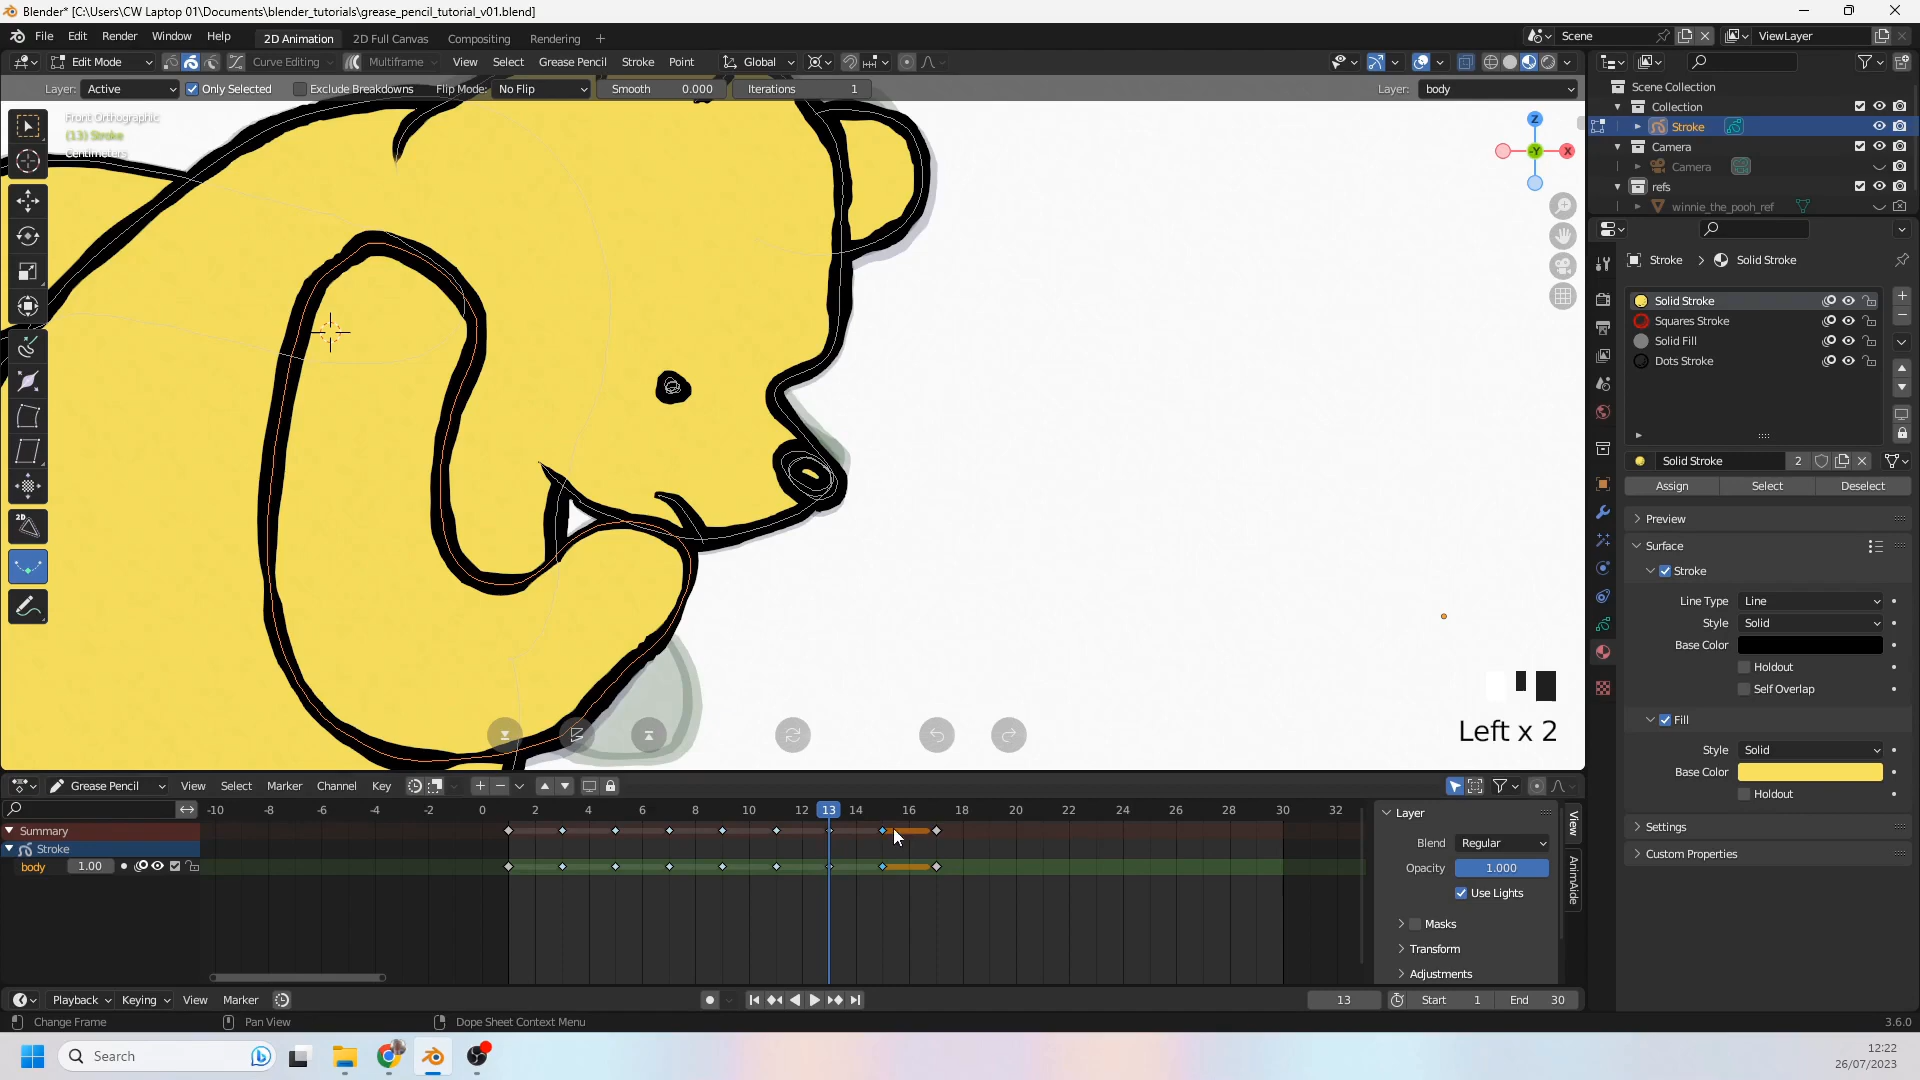 Blender* [C:\Users\CW Laptop 01\Documents\blender_tutorials\grease_pencil_tutorial_v01.blend]
File Edit Render Window Help 2D Animation 2D Full Canvas Compositing Rendering + Scene ViewLayer
Edit Mode Curve Editing Multiframe View Select Grease Pencil Stroke Point Global
Layer: Active Only Selected Exclude Breakdowns Flip Mode: No Flip Smooth 0.000 Iterations 1 Layer: body
Front Orthographic
(13) Stroke
Centimeters
Z
-Y
X
Left x 2
Scene Collection
Collection
Stroke
Camera
Camera
refs
winnie_the_pooh_ref
Stroke > Solid Stroke
Solid Stroke
Squares Stroke
Solid Fill
Dots Stroke
Solid Stroke 2
Assign Select Deselect
Preview
Surface
Stroke
Line Type Line
Style Solid
Base Color
Holdout
Self Overlap
Fill
Style Solid
Base Color
Holdout
Settings
Custom Properties
Grease Pencil View Select Marker Channel Key
-10 -8 -6 -4 -2 0 2 4 6 8 10 12 13 14 16 18 20 22 24 26 28 30 32
Summary
Stroke
body 1.00
Layer
Blend Regular
Opacity 1.000
Use Lights
Masks
Transform
Adjustments
View
AnimAide
Playback Keying View Marker 13 Start 1 End 30
Change Frame Pan View Dope Sheet Context Menu 3.6.0
Search
12:22
26/07/2023